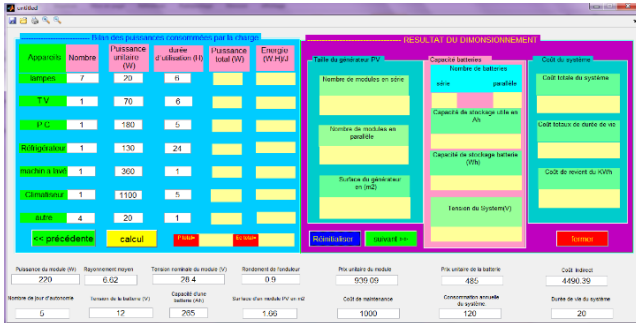 untitled
Bilan des puissances consommées par la charge
Appareils Nombre Puissance unitaire (W) durée d'utilisation (H) Puissance total (W) Energie (W.H)/J
lampes 7 20 6
TV 1 70 6
PC 1 180 5
Réfrigérateur 1 130 24
machin a lavé 1 360 1
Climatiseur 1 1100 5
autre 4 20 1
<< précédente calcul P total= Ec total=
RESULTAT DU DIMONSIONNEMENT
Taille du générateur PV
Nombre de modules en série
Nombre de modules en parallèle
Surface du générateur en (m2)
Capacité batteries
Nombre de batteries
série parallèle
Capacité de stockage utile en Ah
Capacité de stockage batterie (Wh)
Tension du System(V)
Coût du système
Coût totale du système
Coût totaux de durée de vie
Coût de revient du KWh
Réinitialiser suivant >> fermer
Puissance du module (W) Rayonnement moyen Tension nominale du module (V) Rendement de l'onduleur Prix unitaire du module Prix unitaire de la batterie Coût indirect
220 6.62 28.4 0.9 939.09 485 4490.39
Nombre de jour d'autonomie Tension de la batterie (V) Capacité d'une batterie (Ah) Surface d'un module PV en m2 Coût de maintenance Consommation annuelle du système. Durée de vie du système
5 12 265 1.66 1000 120 20